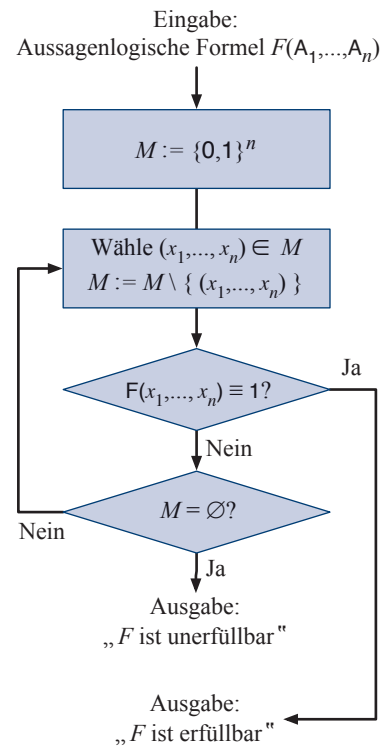 Eingabe:
Aussagenlogische Formel F(A₁,...,Aₙ)
M := {0,1}ⁿ
Wähle (x₁,..., xₙ) ∈ M
M := M \ { (x₁,..., xₙ) }
F(x₁,..., xₙ) ≡ 1?
Ja
Nein
M = ∅?
Nein
Ja
Ausgabe:
„F ist unerfüllbar‟
Ausgabe:
„F ist erfüllbar‟